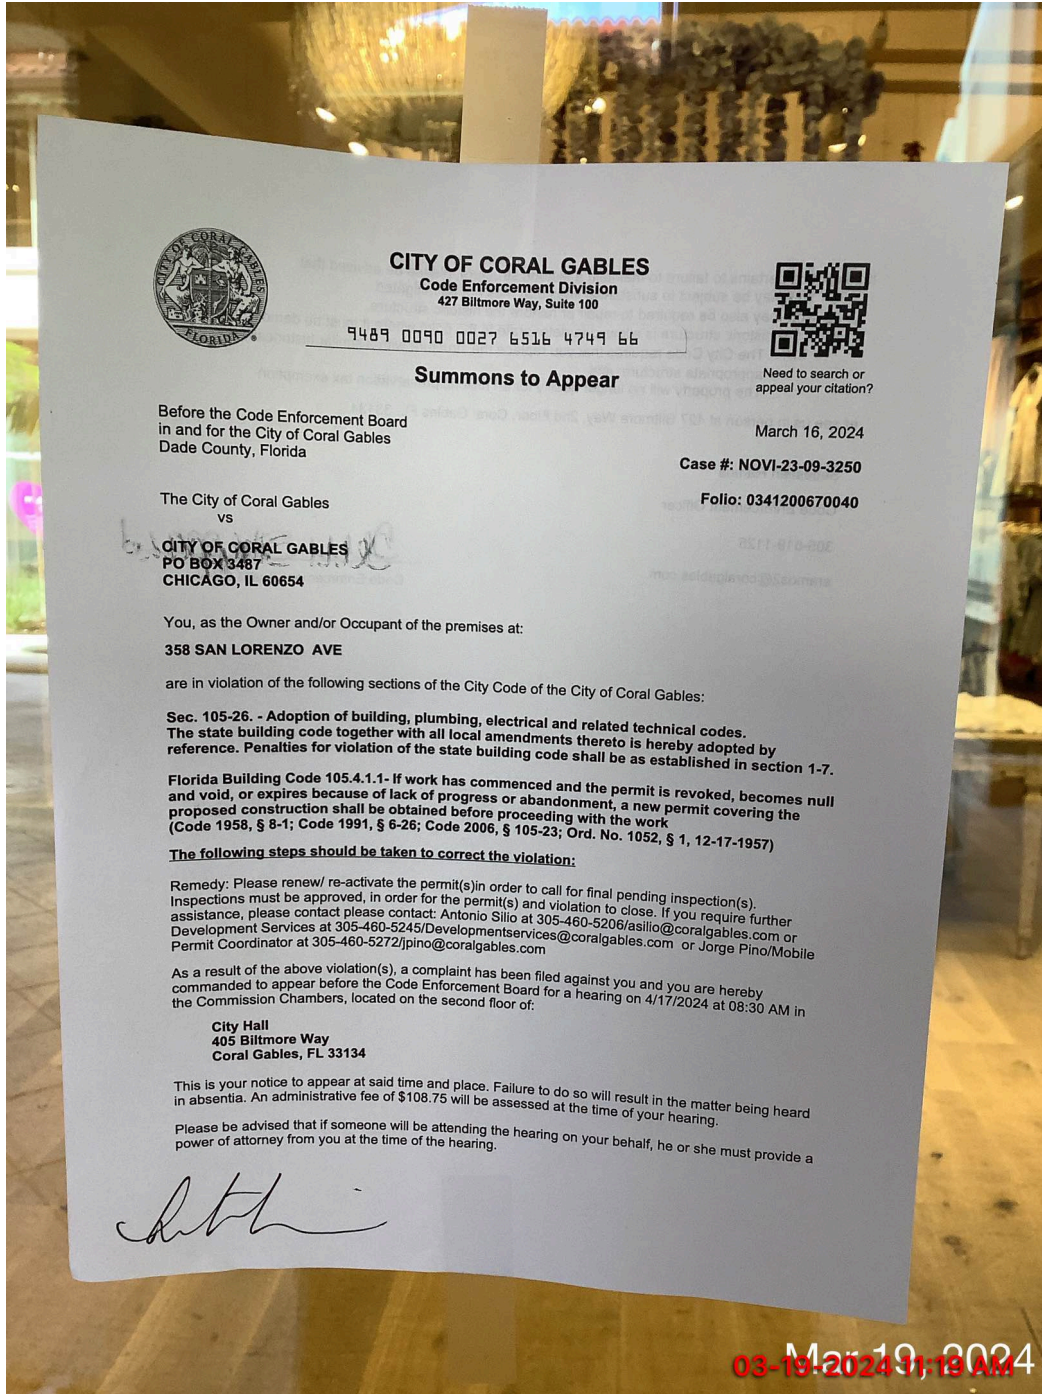 CITY OF CORAL GABLES
FLORIDA
CITY OF CORAL GABLES
Code Enforcement Division
427 Biltmore Way, Suite 100
9489 0090 0027 6516 4749 66
Summons to Appear
Need to search or
appeal your citation?
Before the Code Enforcement Board
in and for the City of Coral Gables
Dade County, Florida
March 16, 2024
Case #: NOVI-23-09-3250
Folio: 0341200670040
The City of Coral Gables
vs
CITY OF CORAL GABLES
PO BOX 3487
CHICAGO, IL 60654
You, as the Owner and/or Occupant of the premises at:
358 SAN LORENZO AVE
are in violation of the following sections of the City Code of the City of Coral Gables:
Sec. 105-26. - Adoption of building, plumbing, electrical and related technical codes.
The state building code together with all local amendments thereto is hereby adopted by
reference. Penalties for violation of the state building code shall be as established in section 1-7.
Florida Building Code 105.4.1.1- If work has commenced and the permit is revoked, becomes null
and void, or expires because of lack of progress or abandonment, a new permit covering the
proposed construction shall be obtained before proceeding with the work
(Code 1958, § 8-1; Code 1991, § 6-26; Code 2006, § 105-23; Ord. No. 1052, § 1, 12-17-1957)
The following steps should be taken to correct the violation:
Remedy: Please renew/ re-activate the permit(s)in order to call for final pending inspection(s).
Inspections must be approved, in order for the permit(s) and violation to close. If you require further
assistance, please contact please contact: Antonio Silio at 305-460-5206/asilio@coralgables.com or
Development Services at 305-460-5245/Developmentservices@coralgables.com or Jorge Pino/Mobile
Permit Coordinator at 305-460-5272/jpino@coralgables.com
As a result of the above violation(s), a complaint has been filed against you and you are hereby
commanded to appear before the Code Enforcement Board for a hearing on 4/17/2024 at 08:30 AM in
the Commission Chambers, located on the second floor of:
City Hall
405 Biltmore Way
Coral Gables, FL 33134
This is your notice to appear at said time and place. Failure to do so will result in the matter being heard
in absentia. An administrative fee of $108.75 will be assessed at the time of your hearing.
Please be advised that if someone will be attending the hearing on your behalf, he or she must provide a
power of attorney from you at the time of the hearing.
Mar 19, 2024
03-19-2024 11:19 AM